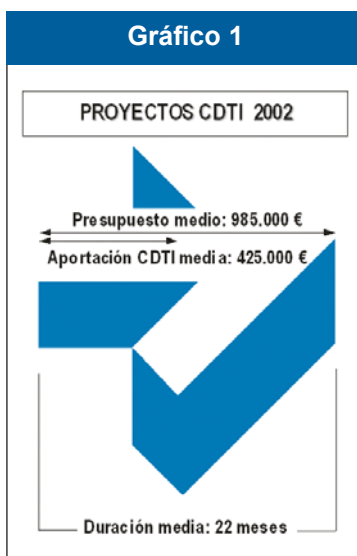 Gráfico 1
PROYECTOS CDTI 2002
Presupuesto medio: 985.000 €
Aportación CDTI media: 425.000 €
Duración media: 22 meses